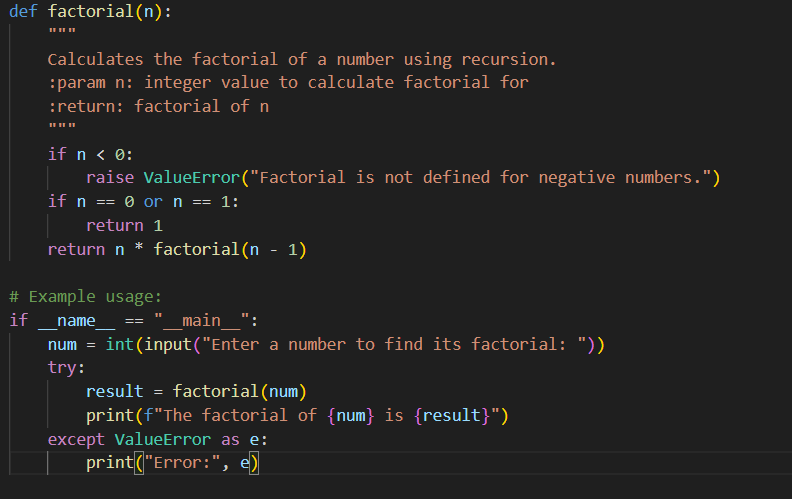 def factorial(n):
    """
    Calculates the factorial of a number using recursion.
    :param n: integer value to calculate factorial for
    :return: factorial of n
    """
    if n < 0:
        raise ValueError("Factorial is not defined for negative numbers.")
    if n == 0 or n == 1:
        return 1
    return n * factorial(n - 1)

# Example usage:
if __name__ == "__main__":
    num = int(input("Enter a number to find its factorial: "))
    try:
        result = factorial(num)
        print(f"The factorial of {num} is {result}")
    except ValueError as e:
        print("Error:", e)